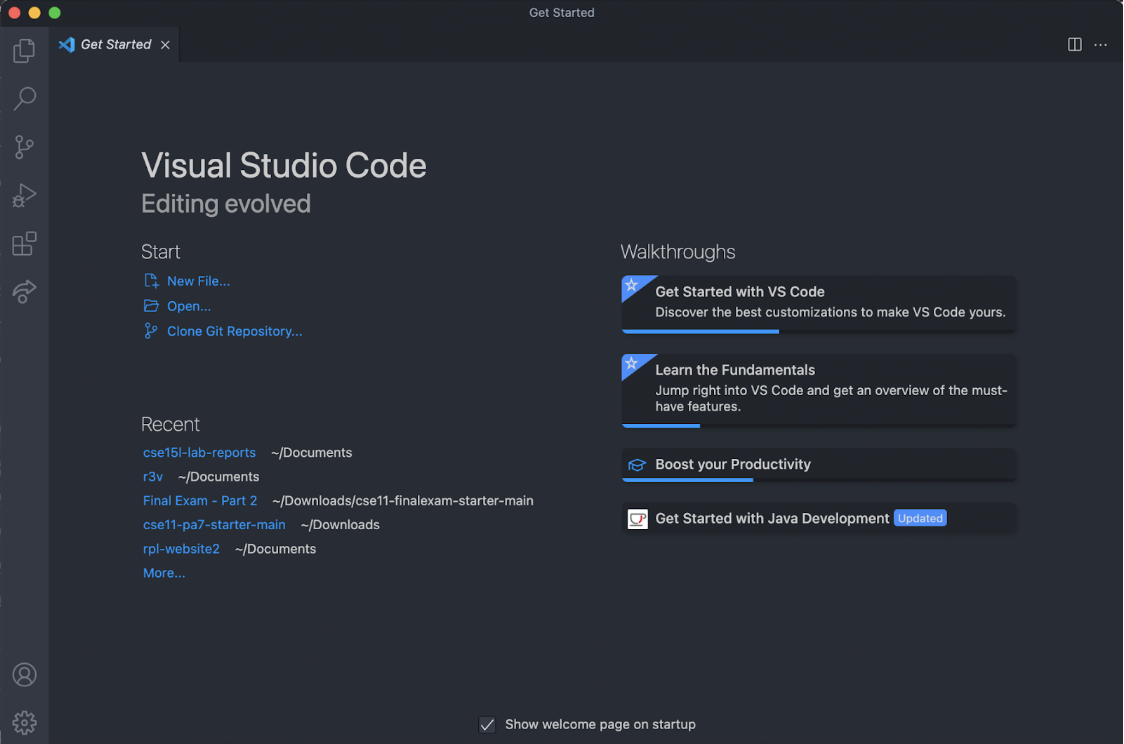 Get Started
Get Started
Visual Studio Code
Editing evolved
Start
New File...
Open...
Clone Git Repository...
Recent
cse15l-lab-reports ~/Documents
r3v ~/Documents
Final Exam - Part 2 ~/Downloads/cse11-finalexam-starter-main
cse11-pa7-starter-main ~/Downloads
rpl-website2 ~/Documents
More...
Walkthroughs
Get Started with VS Code
Discover the best customizations to make VS Code yours.
Learn the Fundamentals
Jump right into VS Code and get an overview of the must-
have features.
Boost your Productivity
Get Started with Java Development Updated
Show welcome page on startup